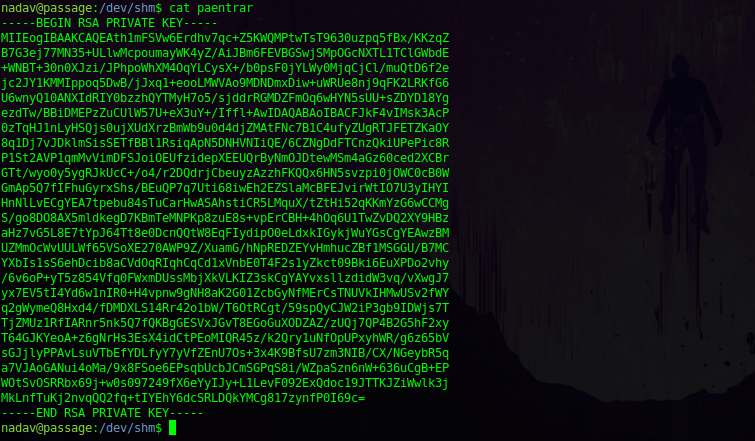 nadav@passage:/dev/shm$ cat paentrar
-----BEGIN RSA PRIVATE KEY-----
MIIEogIBAAKCAQEAth1mFSVw6Erdhv7qc+Z5KWQMPtwTsT9630uzpq5fBx/KKzqZ
B7G3ej77MN35+ULlwMcpoumayWK4yZ/AiJBm6FEVBGSwjSMpOGcNXTL1TClGWbdE
+WNBT+30n0XJzi/JPhpoWhXM4OqYLCysX+/b0psF0jYLWy0MjqCjCl/muQtD6f2e
jc2JY1KMMIppoq5DwB/jJxq1+eooLMWVAo9MDNDmxDiw+uWRUe8nj9qFK2LRKfG6
U6wnyQ10ANXIdRIY0bzzhQYTMyH7o5/sjddrRGMDZFmOq6wHYN5sUU+sZDYD18Yg
ezdTw/BBiDMEPzZuCUlW57U+eX3uY+/Iffl+AwIDAQABAoIBACFJkF4vIMsk3AcP
0zTqHJ1nLyHSQjs0ujXUdXrzBmWb9u0d4djZMAtFNc7B1C4ufyZUgRTJFETZKaOY
8q1Dj7vJDklmSisSETfBBl1RsiqApN5DNHVNIiQE/6CZNgDdFTCnzQkiUPePic8R
P1St2AVP1qmMvVimDFSJoiOEUfzidepXEEUQrByNmOJDtewMSm4aGz60ced2XCBr
GTt/wyo0y5ygRJkUcC+/o4/r2DQdrjCbeuyzAzzhFKQQx6HN5svzpi0jOWC0cB0W
GmAp5Q7fIFhuGyrxShs/BEuQP7q7Uti68iwEh2EZSlaMcBFEJvirWtIO7U3yIHYI
HnNlLvECgYEA7tpebu84sTuCarHwASAhstiCR5LMquX/tZtHi52qKKmYzG6wCCMg
S/go8DO8AX5mldkegD7KBmTeMNPKp8zuE8s+vpErCBH+4hOq6U1TwZvDQ2XY9HBz
aHz7vG5L8E7tYpJ64Tt8e0DcnQQtW8EqFIydipO0eLdxkIGykjWuYGsCgYEAwzBM
UZMmOcWvUULWf65VSoXE270AWP9Z/XuamG/hNpREDZEYvHmhucZBf1MSGGU/B7MC
YXbIs1sS6ehDcib8aCVdOqRIqhCqCd1xVnbE0T4F2s1yZkct09Bki6EuXPDo2vhy
/6v6oP+yT5z854Vfq0FWxmDUssMbjXkVLKIZ3skCgYAYvxsllzdidW3vq/vXwgJ7
yx7EV5tI4Yd6w1nIR0+H4vpnw9gNH8aK2G01ZcbGyNfMErCsTNUVkIHMwUSv2fWY
q2gWymeQ8Hxd4/fDMDXLS14Rr42o1bW/T6OtRCgt/59spQyCJW2iP3gb9IDWjs7T
TjZMUz1RfIARnr5nk5Q7fQKBgGESVxJGvT8EGoGuXODZAZ/zUQj7QP4B2G5hF2xy
T64GJKYeoA+z6gNrHs3EsX4idCtPEoMIQR45z/k2Qry1uNfOpUPxyhWR/g6z65bV
sGJjlyPPAvLsuVTbEfYDLfyY7yVfZEnU7Os+3x4K9BfsU7zm3NIB/CX/NGeybR5q
a7VJAoGANui4oMa/9x8FSoe6EPsqbUcbJCmSGPqS8i/WZpaSzn6nW+636uCgB+EP
WOtSvOSRRbx69j+w0s097249fX6eYyIJy+L1LevF092ExQdoc19JTTKJZiWwlk3j
MkLnfTuKj2nvqQQ2fq+tIYEhY6dcSRLDQkYMCg817zynfP0I69c=
-----END RSA PRIVATE KEY-----
nadav@passage:/dev/shm$